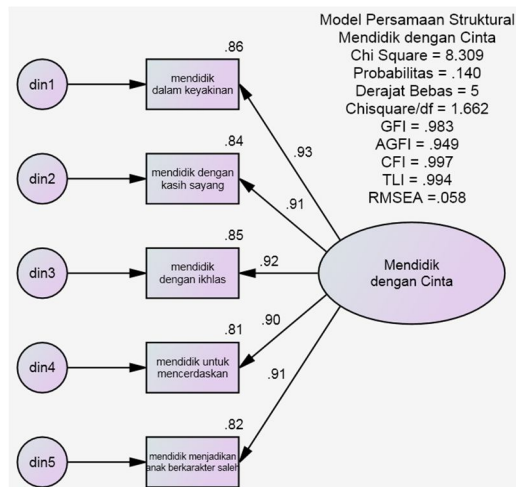 Model Persamaan Struktural
Mendidik dengan Cinta
Chi Square = 8.309
Probabilitas = .140
Derajat Bebas = 5
Chisquare/df = 1.662
GFI = .983
AGFI = .949
CFI = .997
TLI = .994
RMSEA =.058
.86
din1
mendidik
dalam keyakinan
.93
.84
din2
mendidik dengan
kasih sayang
.91
.85
din3
mendidik
dengan ikhlas
.92
Mendidik
dengan Cinta
.81
din4
mendidik untuk
mencerdaskan
.90
.82
din5
mendidik menjadikan
anak berkarakter saleh
.91